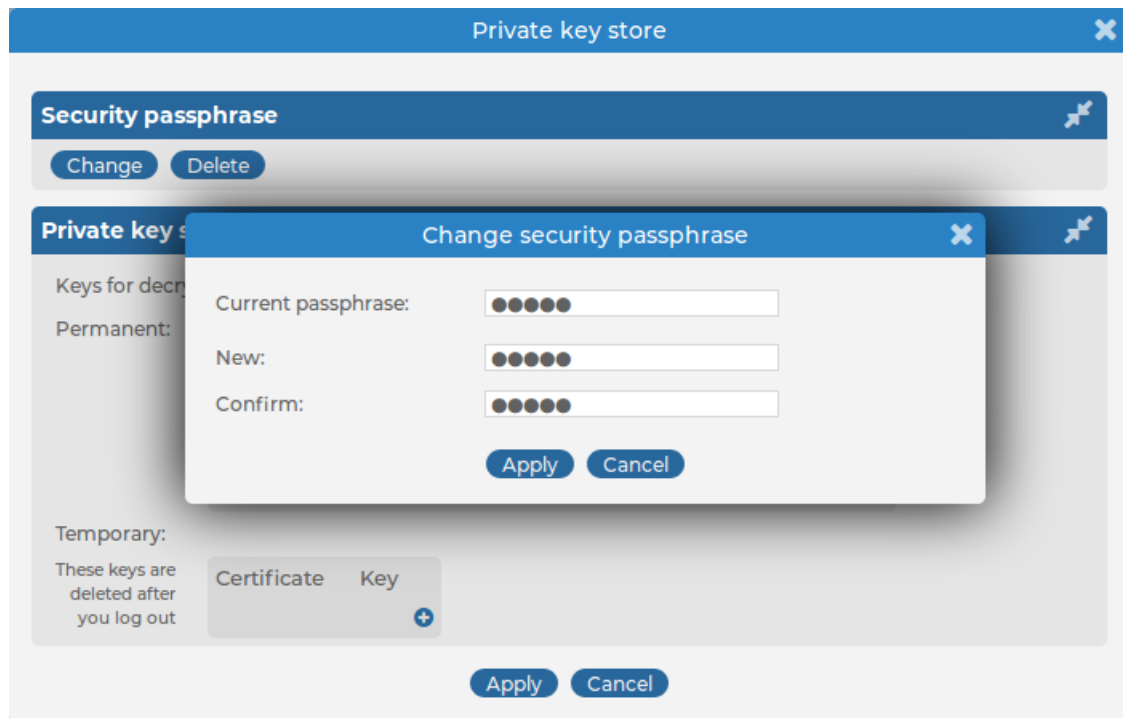 Private key store
Security passphrase
Change Delete
Private key
Change security passphrase
Keys for
Current passphrase: ●●●●●
Permanent:
New: ●●●●●
Confirm: ●●●●●
Apply Cancel
Temporary:
These keys are
deleted after
you log out
Certificate Key
Apply Cancel